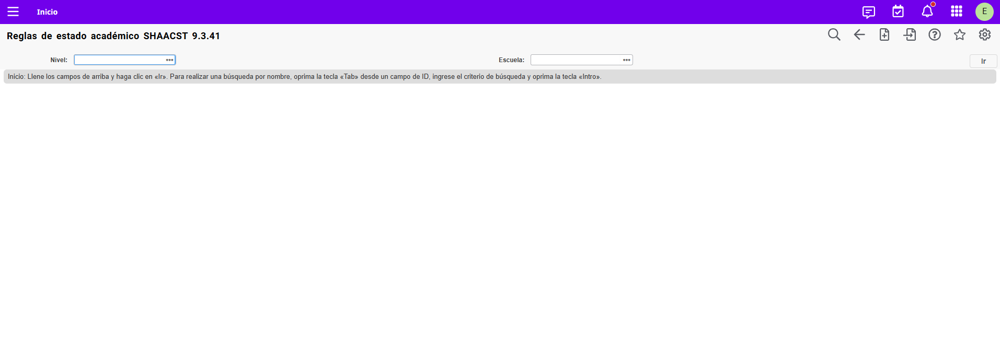 Inicio
E
Reglas de estado académico SHAACST 9.3.41
Nivel:
Escuela:
Ir
Inicio: Llene los campos de arriba y haga clic en «Ir». Para realizar una búsqueda por nombre, oprima la tecla «Tab» desde un campo de ID, ingrese el criterio de búsqueda y oprima la tecla «Intro».